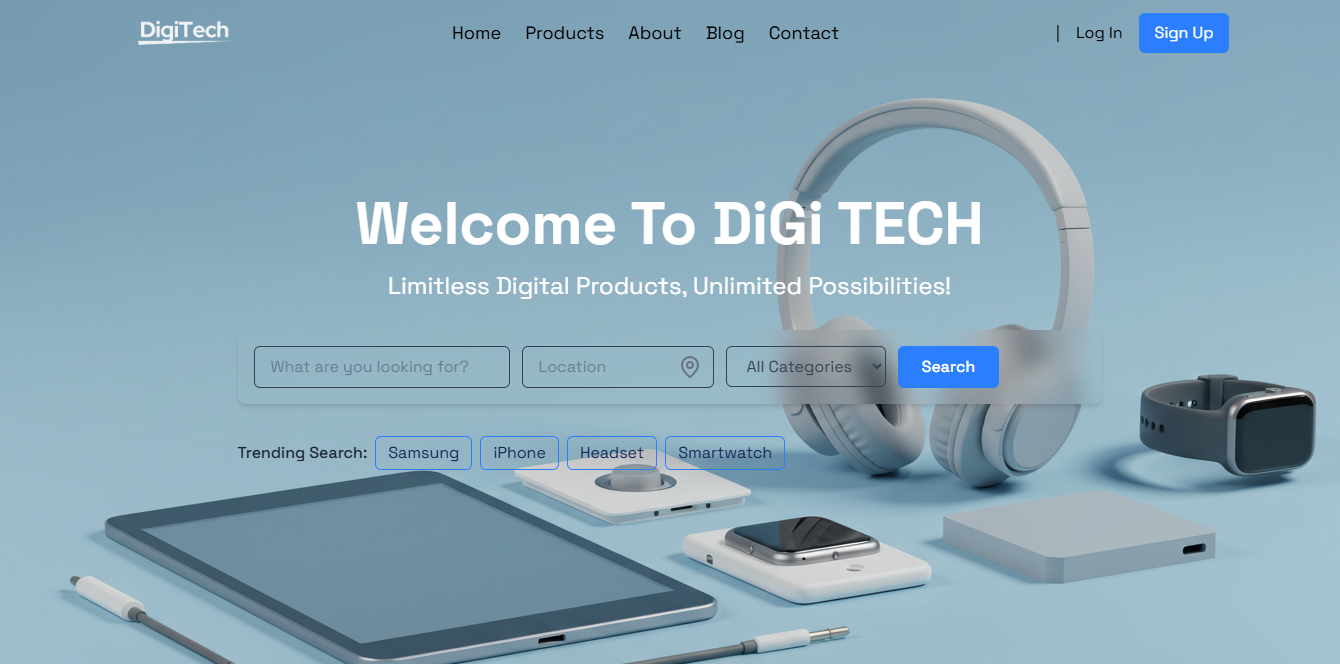 DigiTech Home Products About Blog Contact | Log In Sign Up
Welcome To DiGi TECH
Limitless Digital Products, Unlimited Possibilities!
What are you looking for? Location All Categories Search
Trending Search: Samsung iPhone Headset Smartwatch